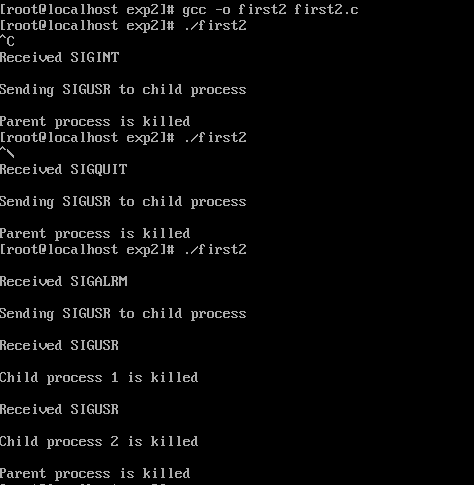 [root@localhost exp2]# gcc -o first2 first2.c
[root@localhost exp2]# ./first2
^C
Received SIGINT
Sending SIGUSR to child process
Parent process is killed
[root@localhost exp2]# ./first2
^\
Received SIGQUIT
Sending SIGUSR to child process
Parent process is killed
[root@localhost exp2]# ./first2
Received SIGALRM
Sending SIGUSR to child process
Received SIGUSR
Child process 1 is killed
Received SIGUSR
Child process 2 is killed
Parent process is killed